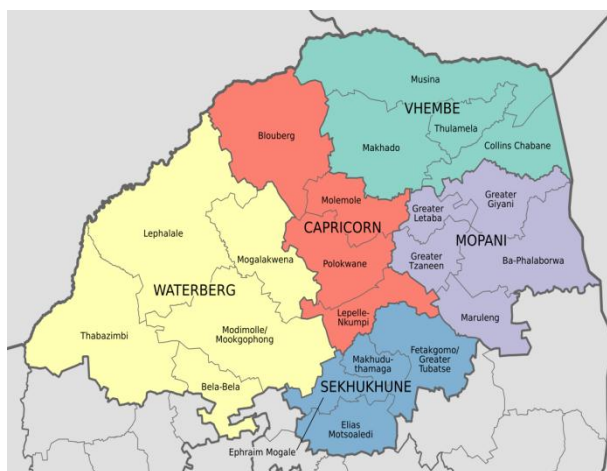 Musina
VHEMBE
Blouberg
Thulamela
Makhado
Collins Chabane
Molemole
Greater
Giyani
Greater
Letaba
CAPRICORN
Lephalale
MOPANI
Mogalakwena
Polokwane
Greater
Tzaneen
Ba-Phalaborwa
WATERBERG
Lepelle-
Nkumpi
Maruleng
Thabazimbi
Modimolle/
Mookgophong
Fetakgomo/
Greater
Tubatse
Makhudu-
thamaga
Bela-Bela
SEKHUKHUNE
Elias
Motsoaledi
Ephraim Mogale